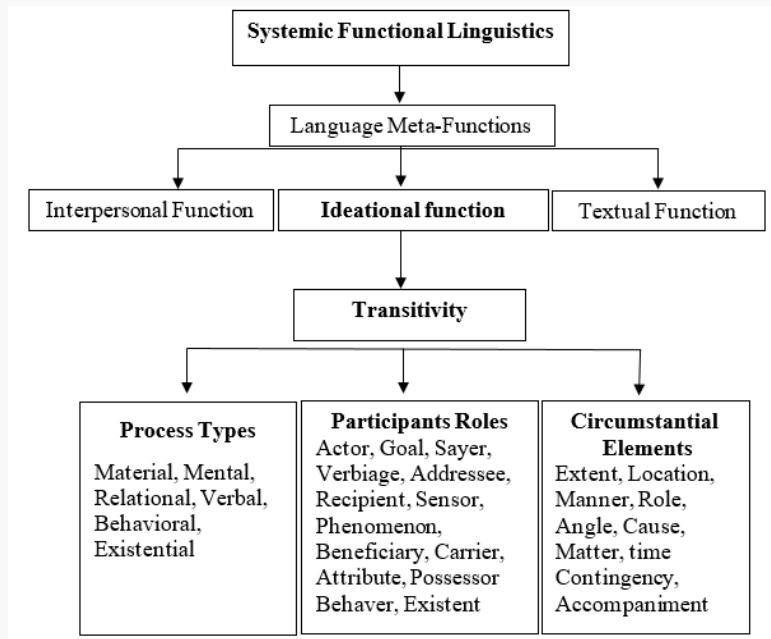 Systemic Functional Linguistics
Language Meta-Functions
Interpersonal Function
Ideational function
Textual Function
Transitivity
Process Types
Material, Mental,
Relational, Verbal,
Behavioral,
Existential
Participants Roles
Actor, Goal, Sayer,
Verbiage, Addressee,
Recipient, Sensor,
Phenomenon,
Beneficiary, Carrier,
Attribute, Possessor
Behaver, Existent
Circumstantial
Elements
Extent, Location,
Manner, Role,
Angle, Cause,
Matter, time
Contingency,
Accompaniment